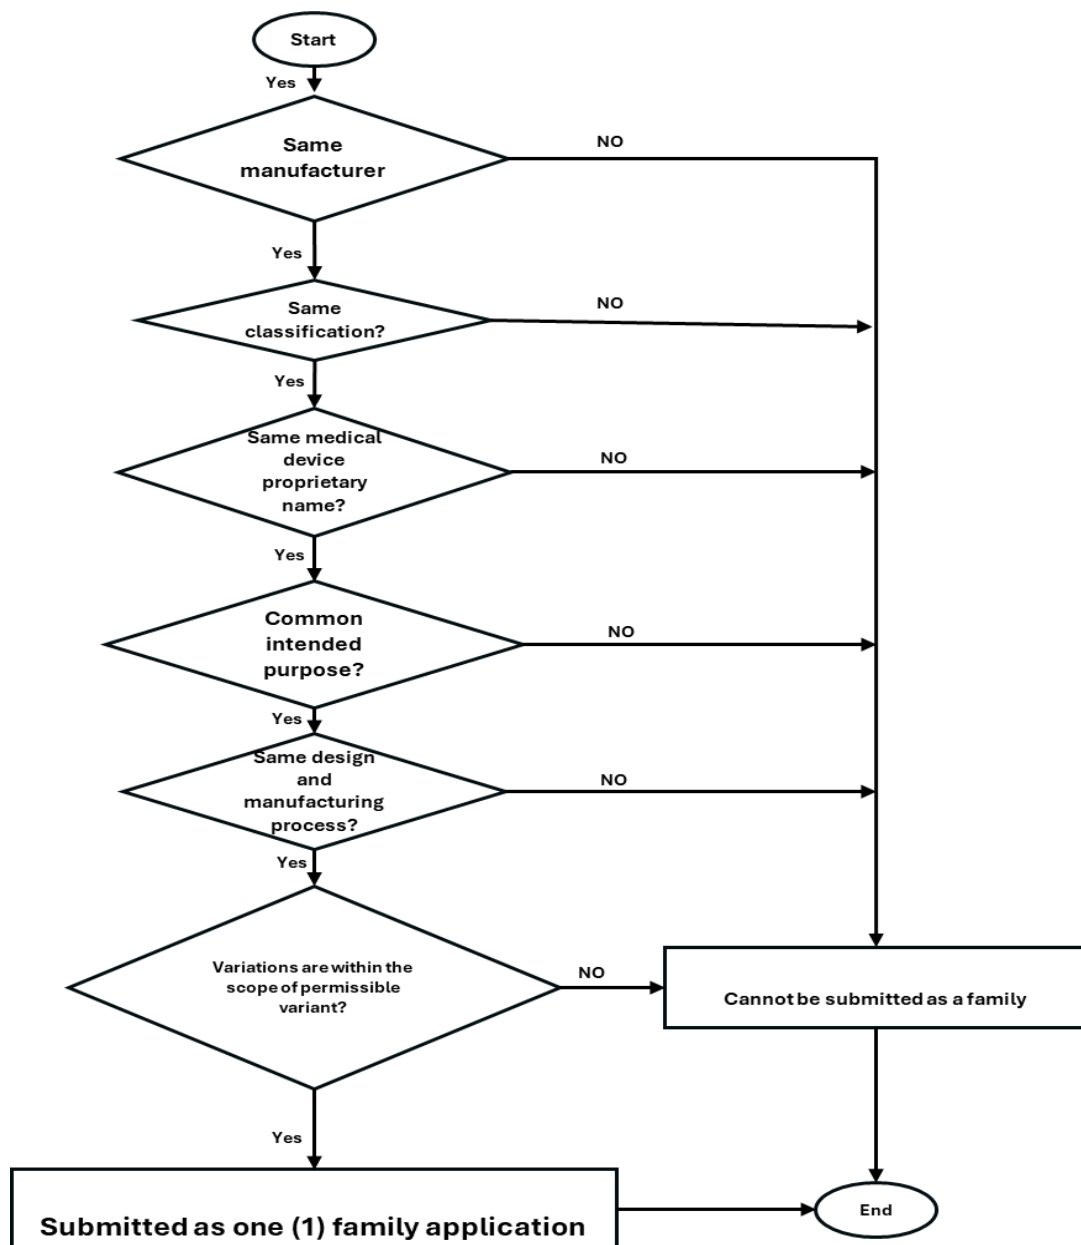 Start
Yes
Same
manufacturer
NO
Yes
Same
classification?
NO
Yes
Same medical
device
proprietary
name?
NO
Yes
Common
intended
purpose?
NO
Yes
Same design
and
manufacturing
process?
NO
Yes
Variations are within the
scope of permissible
variant?
NO
Cannot be submitted as a family
Yes
Submitted as one (1) family application
End